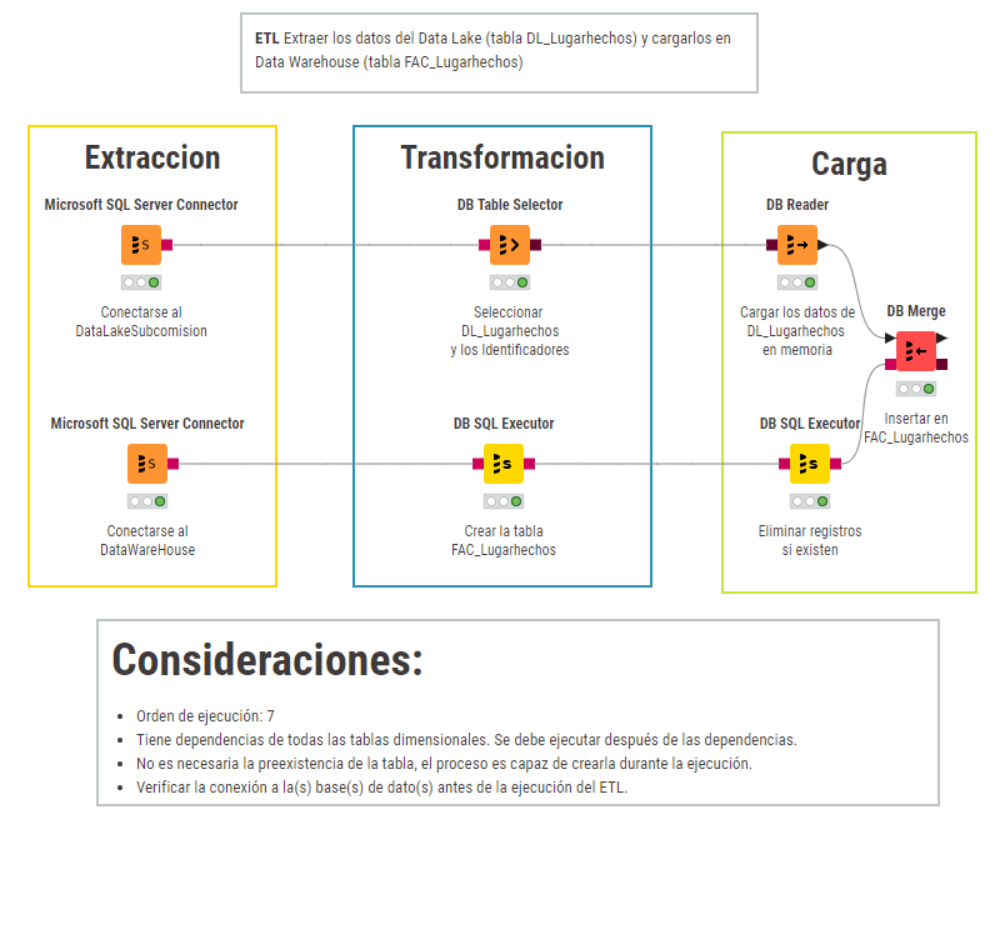 ETL Extraer los datos del Data Lake (tabla DL_Lugarhechos) y cargarlos en
Data Warehouse (tabla FAC_Lugarhechos)
Extraccion
Microsoft SQL Server Connector
S
Conectarse al
DataLakeSubcomision
Microsoft SQL Server Connector
S
Conectarse al
DataWareHouse
Transformacion
DB Table Selector
Seleccionar
DL_Lugarhechos
y los Identificadores
DB SQL Executor
s
Crear la tabla
FAC_Lugarhechos
Carga
DB Reader
Cargar los datos de
DL_Lugarhechos
en memoria
DB Merge
Insertar en
FAC_Lugarhechos
DB SQL Executor
s
Eliminar registros
si existen
Consideraciones:
• Orden de ejecución: 7
• Tiene dependencias de todas las tablas dimensionales. Se debe ejecutar después de las dependencias.
• No es necesaria la preexistencia de la tabla, el proceso es capaz de crearla durante la ejecución.
• Verificar la conexión a la(s) base(s) de dato(s) antes de la ejecución del ETL.